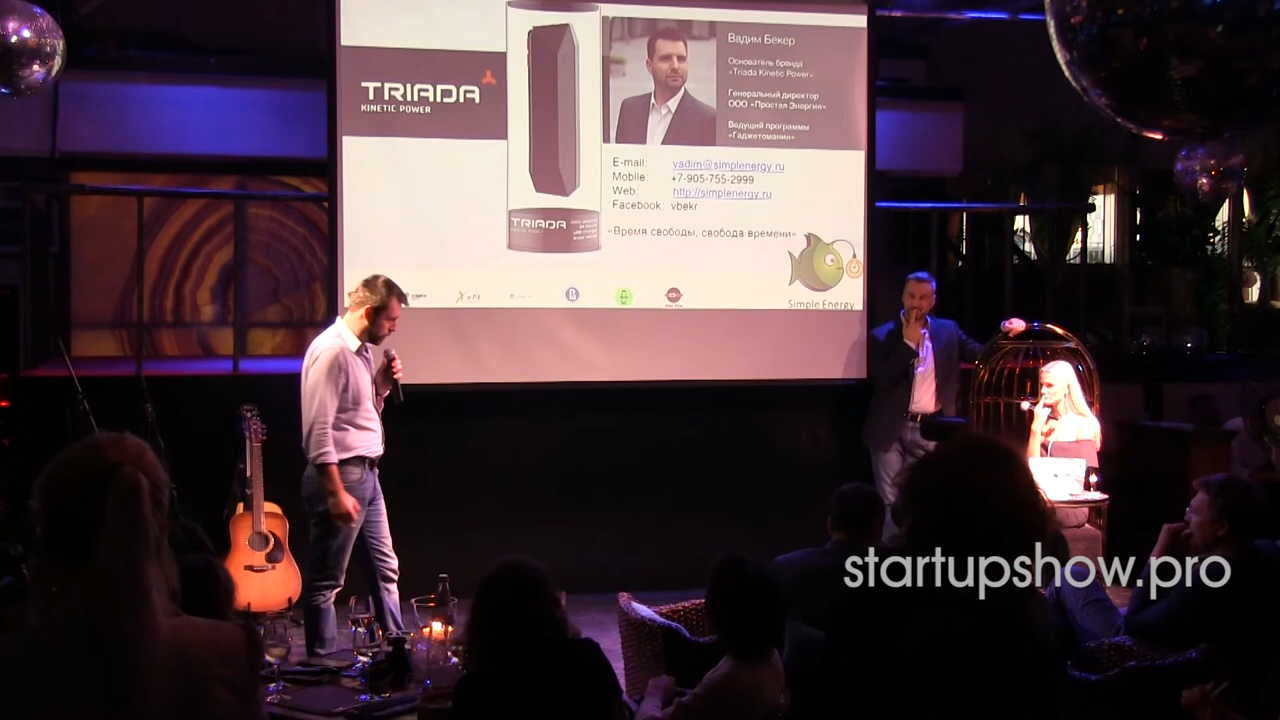 TRIADA
KINETIC POWER
Вадим Бекер
Основатель бренда
«Triada Kinetic Power»
Генеральный директор
ООО «Простая Энергия»
Ведущий программы
«Гаджетомания»
E-mail: vadim@simplenergy.ru
Mobile: +7-905-755-2999
Web: http://simplenergy.ru
Facebook: vbekr
TRIADA
«Время свободы, свобода времени»
Simple Energy
startupshow.pro